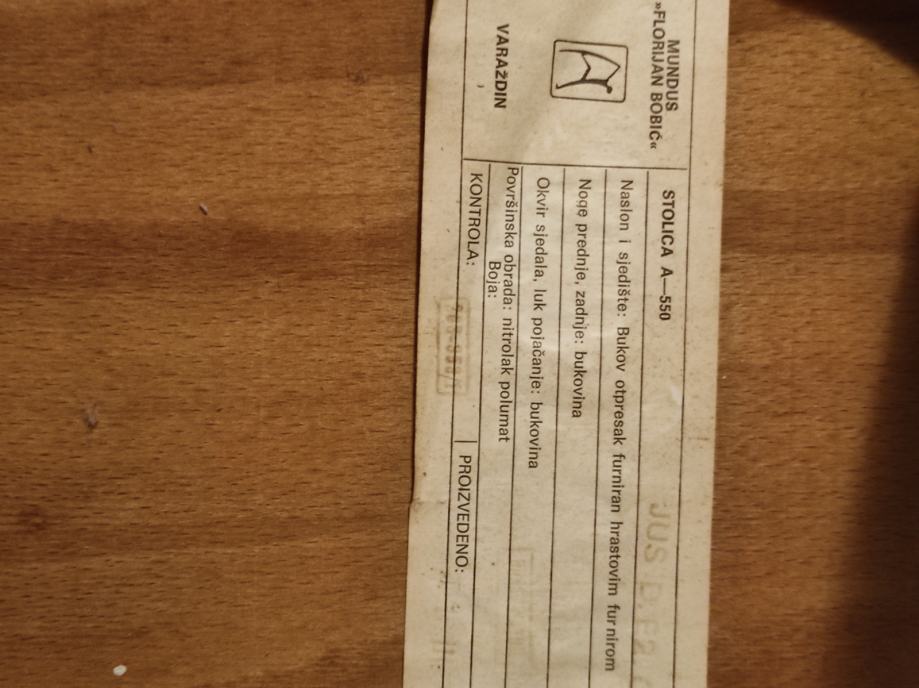 MUNDUS
»FLORIJAN BOBIĆ«
VARAŽDIN
STOLICA A—550
Naslon i sjedište: Bukov otpresak furniran hrastovim furnirom
Noge prednje, zadnje: bukovina
Okvir sjedala, luk pojačanje: bukovina
Površinska obrada: nitrolak polumat
Boja:
KONTROLA:
PROIZVEDENO:
JUS D.E2.